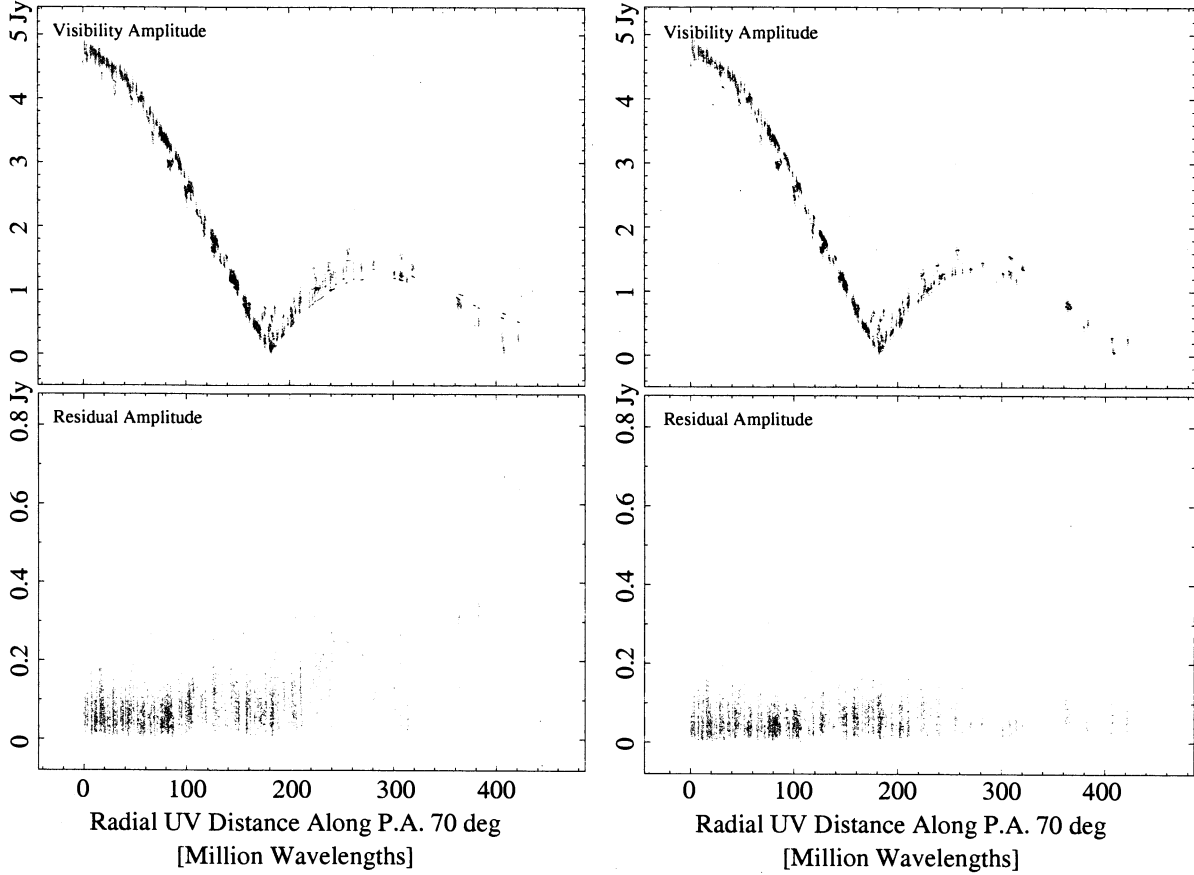 5 Jy
4
3
2
1
0
Visibility Amplitude
0.8 Jy
0.6
0.4
0.2
0
Residual Amplitude
0 100 200 300 400
Radial UV Distance Along P.A. 70 deg
[Million Wavelengths]
5 Jy
4
3
2
1
0
Visibility Amplitude
0.8 Jy
0.6
0.4
0.2
0
Residual Amplitude
0 100 200 300 400
Radial UV Distance Along P.A. 70 deg
[Million Wavelengths]